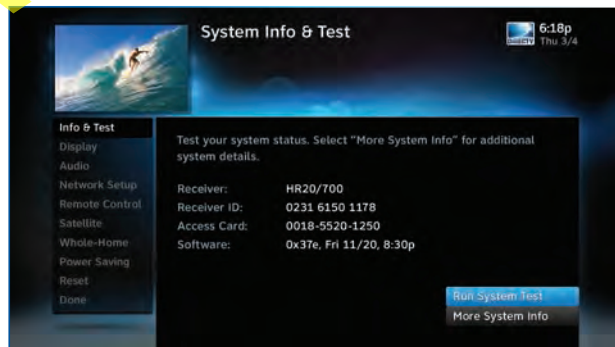 System Info & Test
DIRECTV
6:18p
Thu 3/4
Info & Test
Display
Audio
Network Setup
Remote Control
Satellite
Whole-Home
Power Saving
Reset
Done
Test your system status. Select "More System Info" for additional
system details.
Receiver: HR20/700
Receiver ID: 0231 6150 1178
Access Card: 0018-5520-1250
Software: 0x37e, Fri 11/20, 8:30p
Run System Test
More System Info